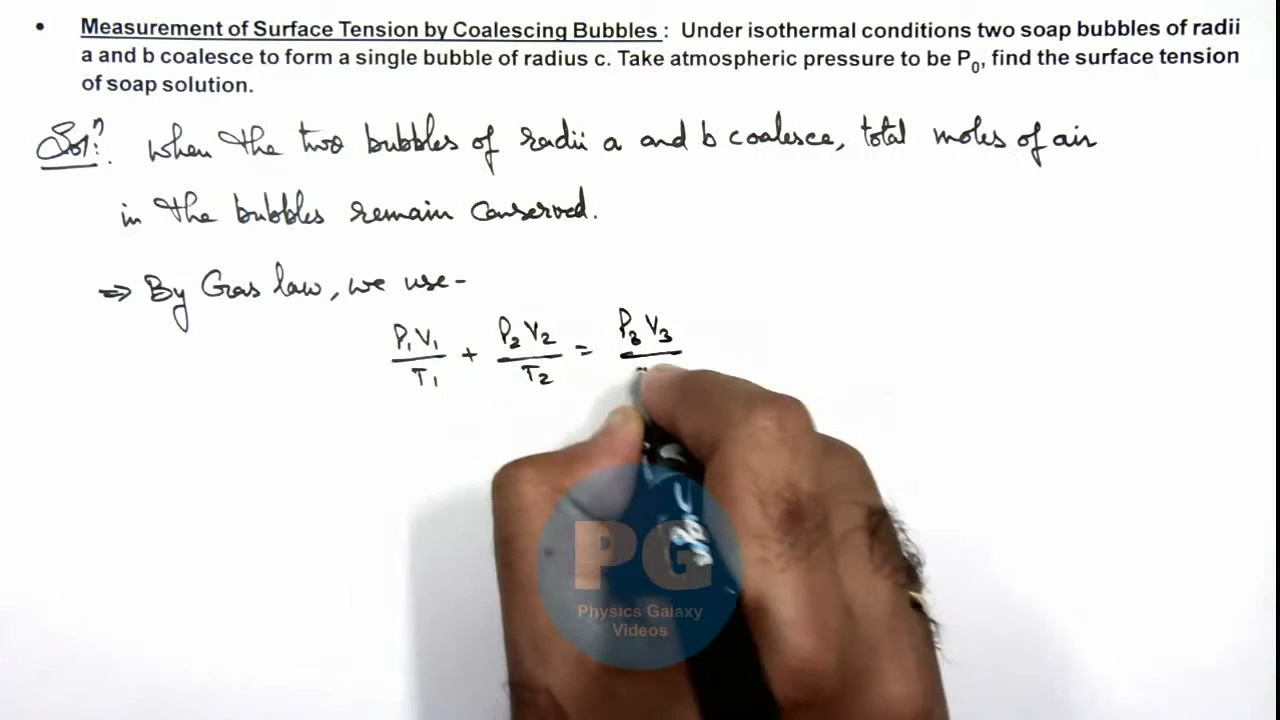 • Measurement of Surface Tension by Coalescing Bubbles : Under isothermal conditions two soap bubbles of radii
a and b coalesce to form a single bubble of radius c. Take atmospheric pressure to be P₀, find the surface tension
of soap solution.
Solⁿ: When the two bubbles of radii a and b coalesce, total moles of air
in the bubbles remain conserved.
⇒ By Gas law, we use -
P₁V₁/T₁ + P₂V₂/T₂ = P₃V₃/
PG
Physics Galaxy
Videos